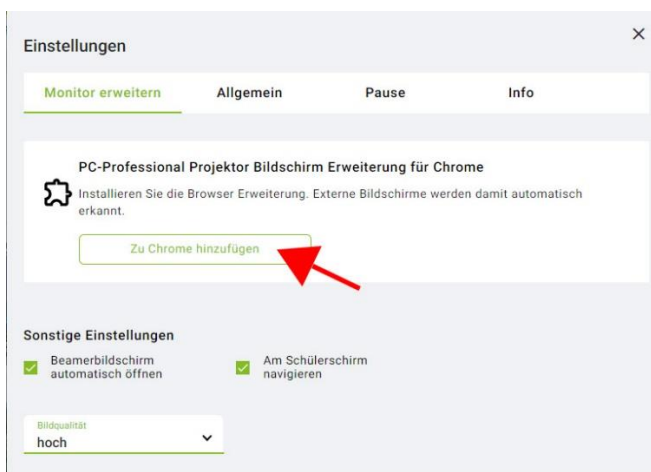 Einstellungen
Monitor erweitern Allgemein Pause Info
PC-Professional Projektor Bildschirm Erweiterung für Chrome
Installieren Sie die Browser Erweiterung. Externe Bildschirme werden damit automatisch
erkannt.
Zu Chrome hinzufügen
Sonstige Einstellungen
Beamerbildschirm
automatisch öffnen
Am Schülerschirm
navigieren
Bildqualität
hoch